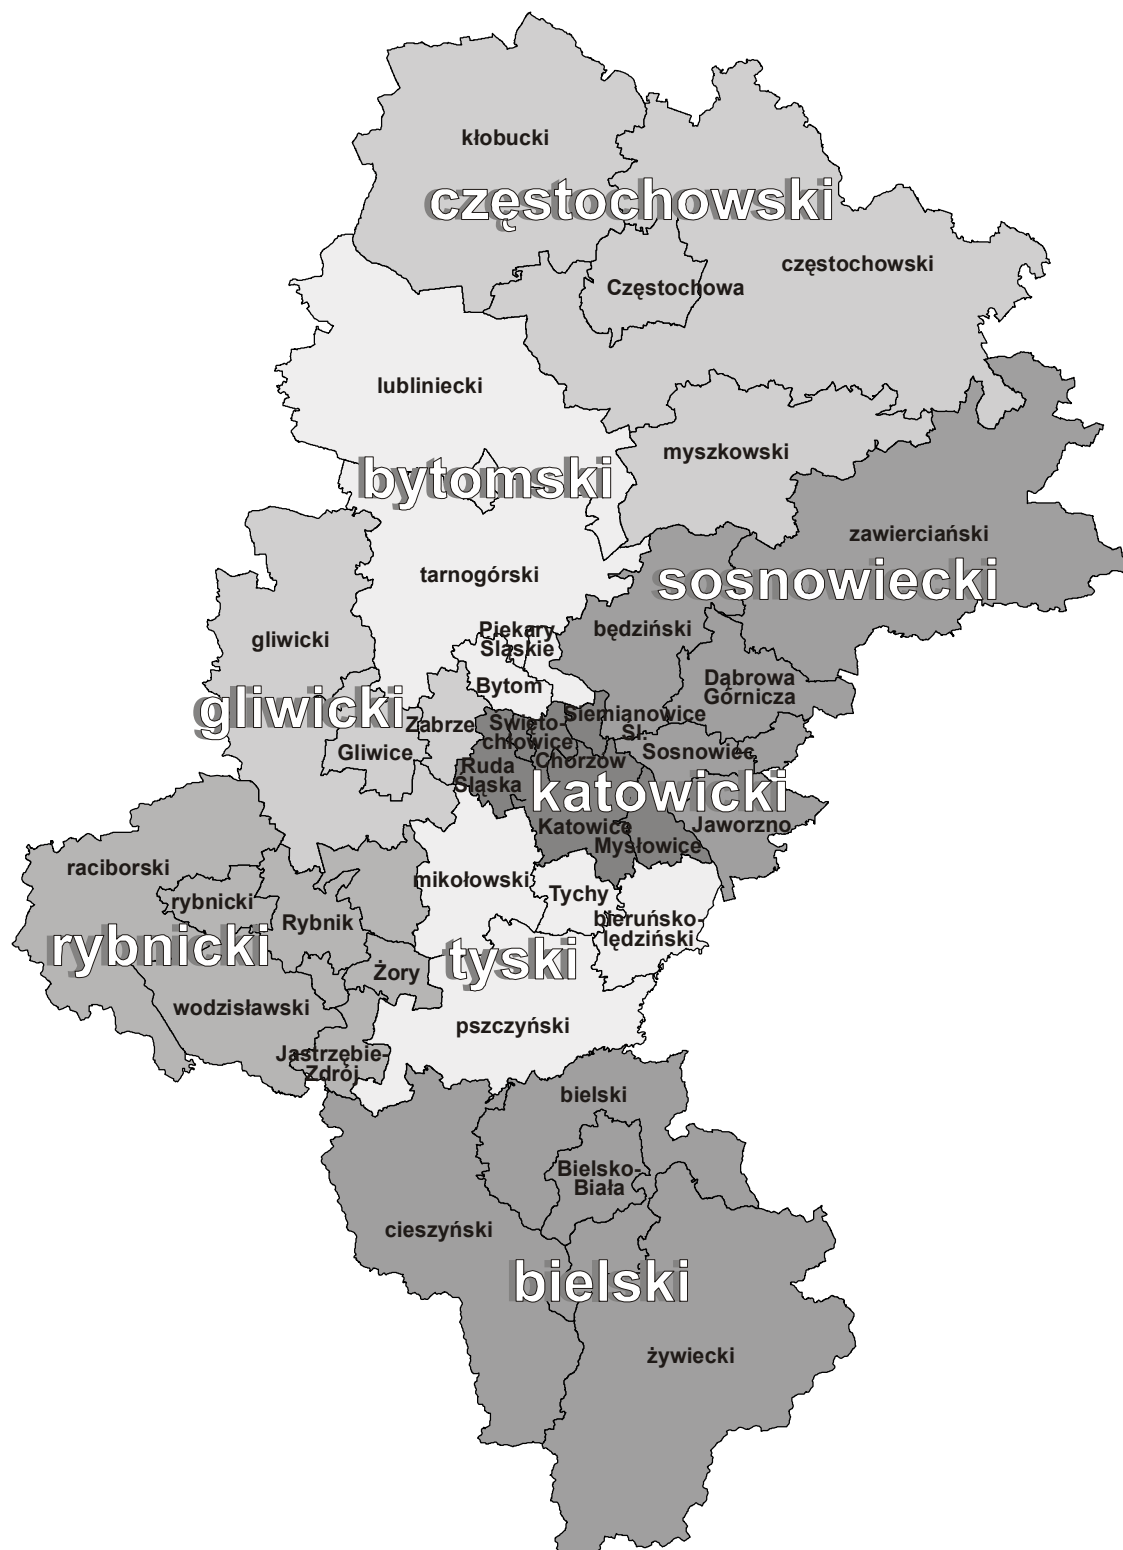 kłobucki
częstochowski
częstochowski
Częstochowa
lubliniecki
myszkowski
bytomski
zawierciański
tarnogórski
sosnowiecki
Piekary
Śląskie
będziński
gliwicki
Bytom
Dąbrowa
Górnicza
gliwicki
Zabrze
Święto-
chłowice
Siemianowice
Śl.
Gliwice
Chorzów
Sosnowiec
Ruda
Śląska
katowicki
Katowice
Jaworzno
Mysłowice
raciborski
mikołowski
rybnicki
Tychy
Rybnik
bieruńsko-
lędziński
rybnicki
tyski
Żory
wodzisławski
pszczyński
Jastrzębie-
Zdrój
bielski
Bielsko-
Biała
cieszyński
bielski
żywiecki